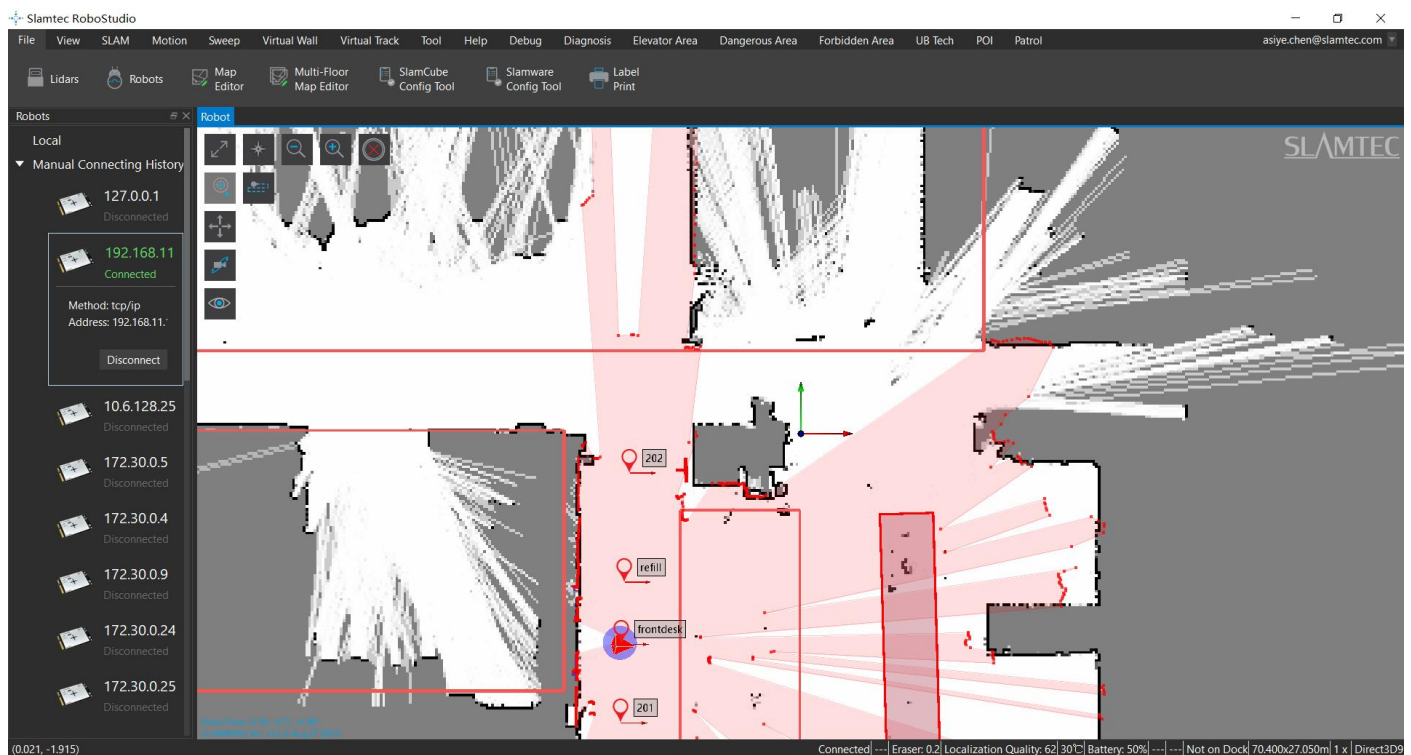 Slamtec RoboStudio
File View SLAM Motion Sweep Virtual Wall Virtual Track Tool Help Debug Diagnosis Elevator Area Dangerous Area Forbidden Area UB Tech POI Patrol asiye.chen@slamtec.com
Lidars
Robots
Map
Editor
Multi-Floor
Map Editor
SlamCube
Config Tool
Slamware
Config Tool
Label
Print
Robots
Robot
Local
Manual Connecting History
127.0.0.1
Disconnected
192.168.11
Connected
Method: tcp/ip
Address: 192.168.11.
Disconnect
10.6.128.25
Disconnected
172.30.0.5
Disconnected
172.30.0.4
Disconnected
172.30.0.9
Disconnected
172.30.0.24
Disconnected
172.30.0.25
Disconnected
SLAMTEC
202
refill
frontdesk
201
(0.021, -1.915)
Connected --- Eraser: 0.2 Localization Quality: 62 30°C Battery: 50% --- --- Not on Dock 70.400x27.050m 1 x Direct3D9